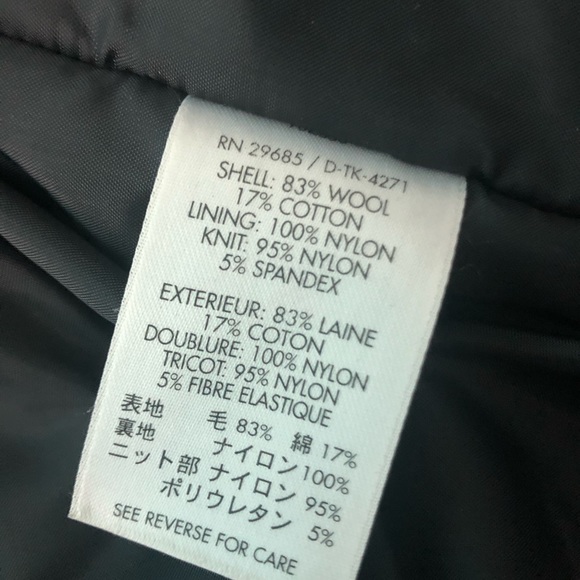 RN 29685 / D-TK-4271
SHELL: 83% WOOL
17% COTTON
LINING: 100% NYLON
KNIT: 95% NYLON
5% SPANDEX
EXTERIEUR: 83% LAINE
17% COTON
DOUBLURE: 100% NYLON
TRICOT: 95% NYLON
5% FIBRE ELASTIQUE
表地 毛 83% 綿 17%
裏地 ナイロン 100%
ニット部 ナイロン 95%
ポリウレタン 5%
SEE REVERSE FOR CARE